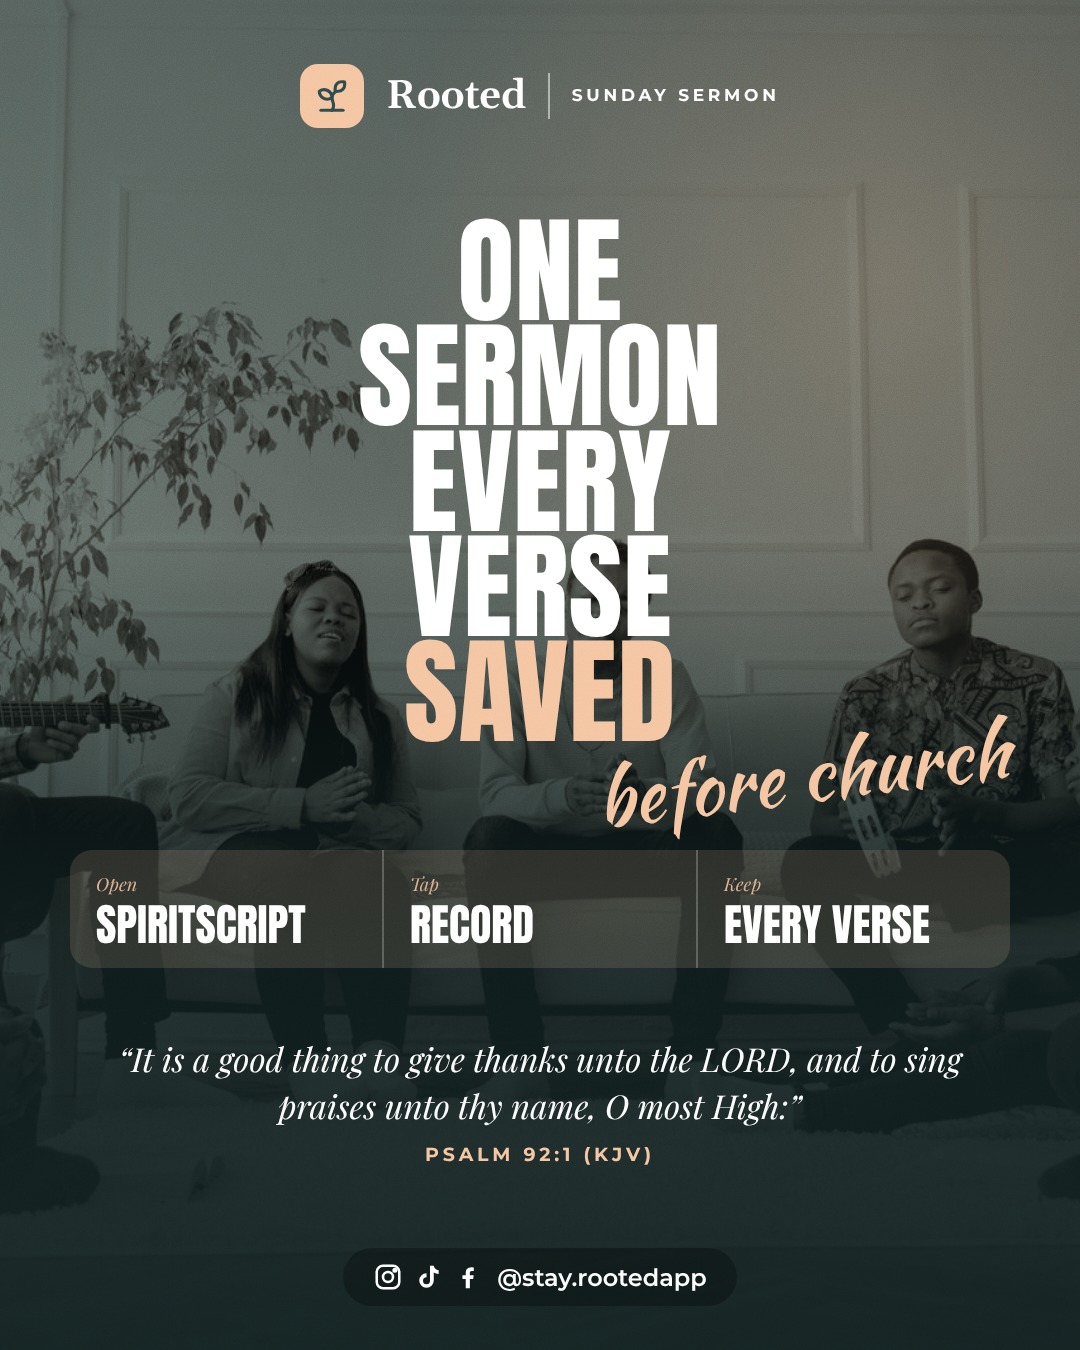 Rooted
SUNDAY SERMON
ONE
SERMON
EVERY
VERSE
SAVED
before church
Open
SPIRITSCRIPT
Tap
RECORD
Keep
EVERY VERSE
“It is a good thing to give thanks unto the LORD, and to sing
praises unto thy name, O most High:”
PSALM 92:1 (KJV)
@stay.rootedapp